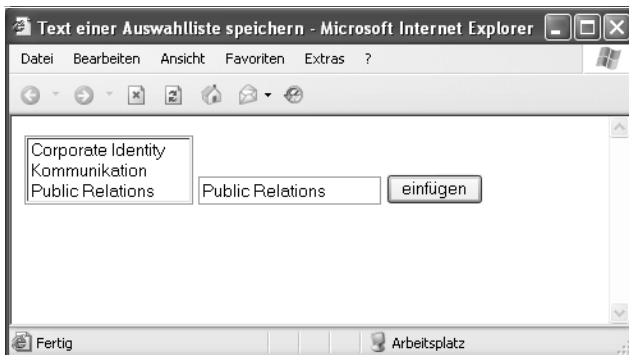 Text einer Auswahlliste speichern - Microsoft Internet Explorer
Datei Bearbeiten Ansicht Favoriten Extras ?
Corporate Identity
Kommunikation
Public Relations
Public Relations einfügen
Fertig Arbeitsplatz